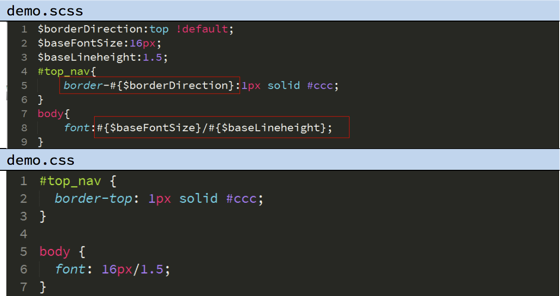 demo.scss
1 $borderDirection:top !default;
2 $baseFontSize:16px;
3 $baseLineheight:1.5;
4 #top_nav{
5 border-#{$borderDirection}:1px solid #ccc;
6 }
7 body{
8 font:#{$baseFontSize}/#{$baseLineheight};
9 }
demo.css
1 #top_nav {
2 border-top: 1px solid #ccc;
3 }
4
5 body {
6 font: 16px/1.5;
7 }